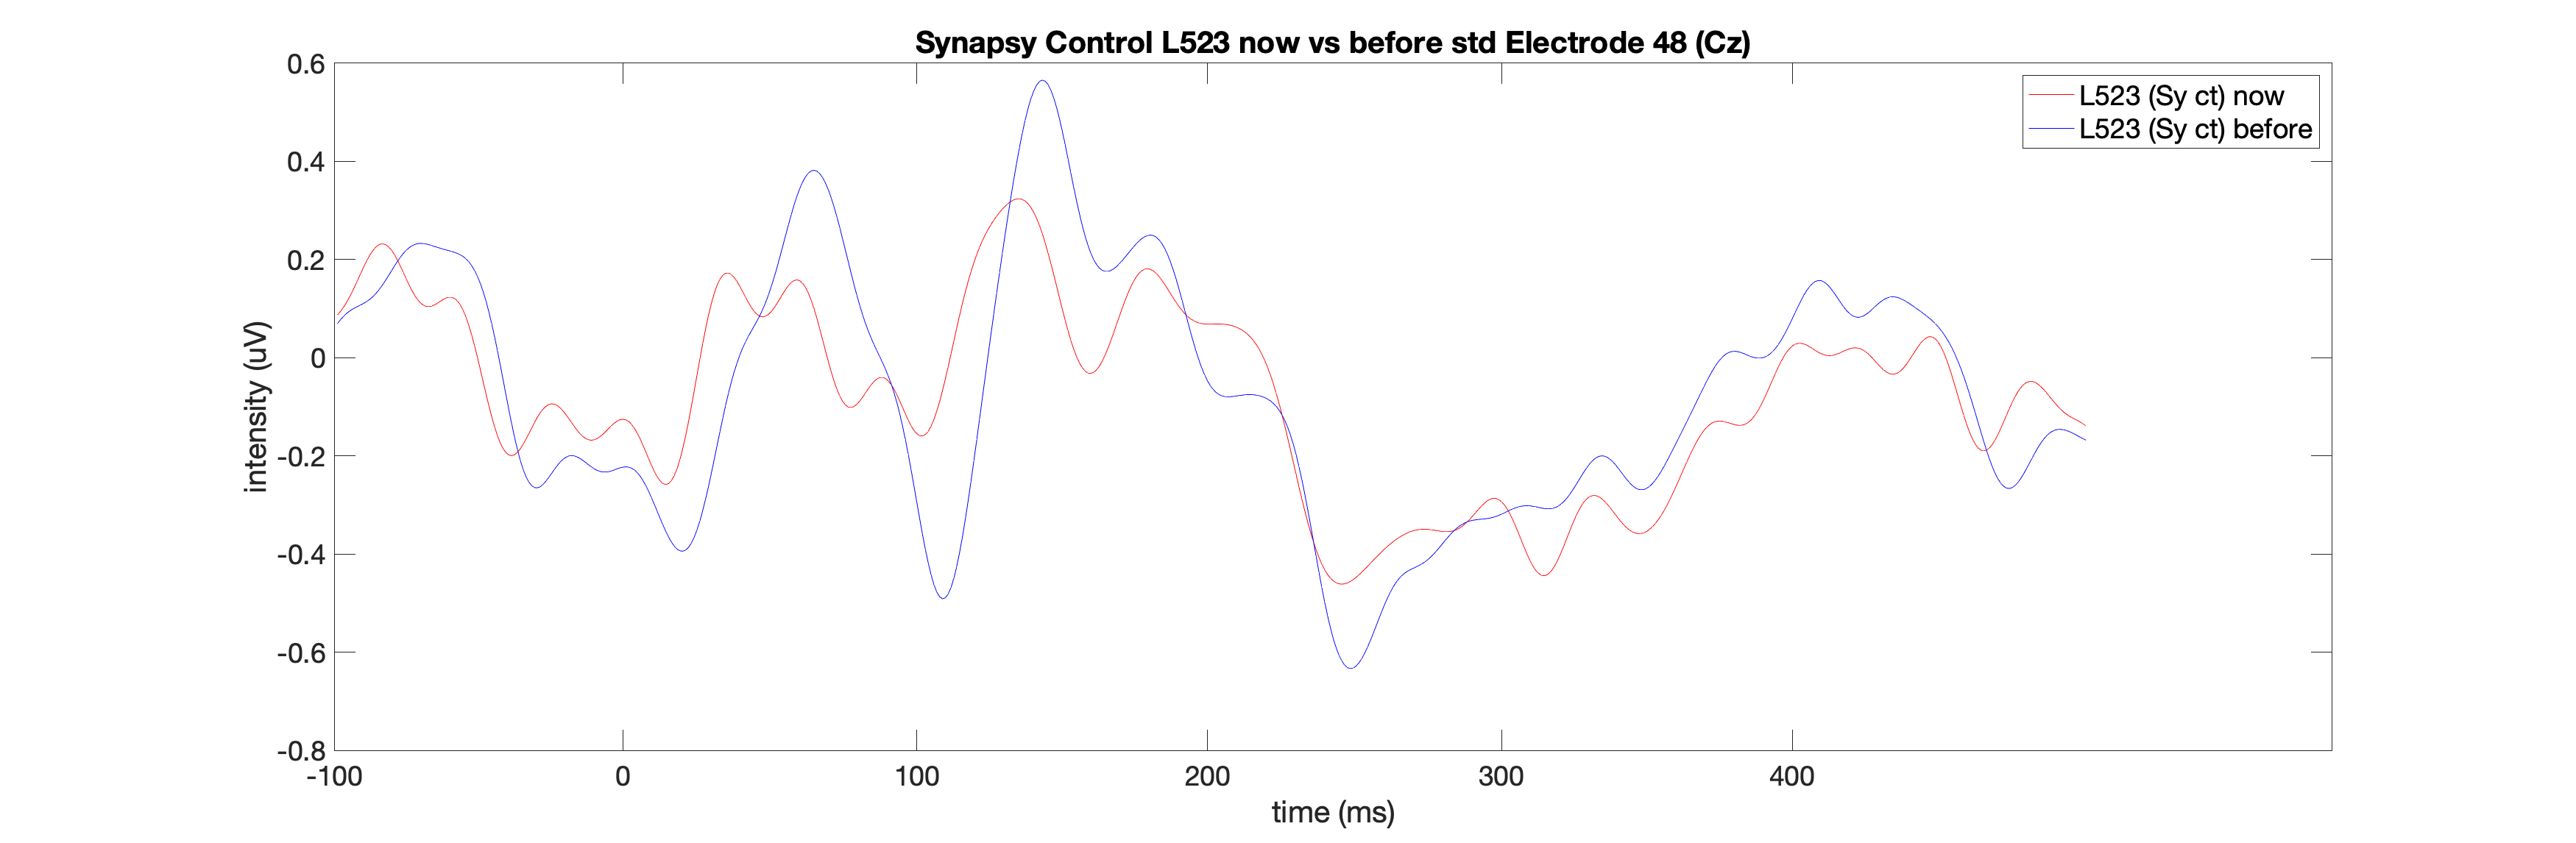 Synapsy Control L523 now vs before std Electrode 48 (Cz)
L523 (Sy ct) now
L523 (Sy ct) before
intensity (uV)
0.6
0.4
0.2
0
-0.2
-0.4
-0.6
-0.8
-100 0 100 200 300 400
time (ms)